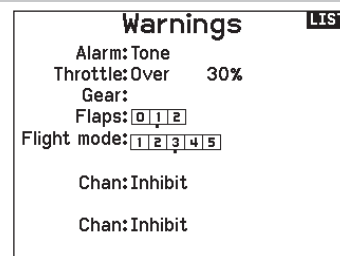 Warnings
LIST
Alarm: Tone
Throttle: Over 30%
Gear:
Flaps: 0 1 2
Flight mode: 1 2 3 4 5
Chan: Inhibit
Chan: Inhibit